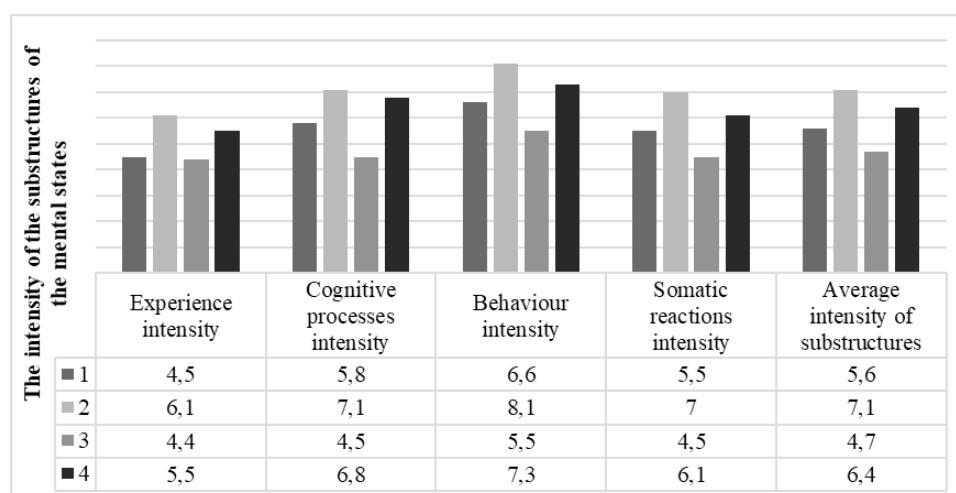 The intensity of the substructures of
the mental states
Experience
intensity
Cognitive
processes
intensity
Behaviour
intensity
Somatic
reactions
intensity
Average
intensity of
substructures
1 4,5 5,8 6,6 5,5 5,6
2 6,1 7,1 8,1 7 7,1
3 4,4 4,5 5,5 4,5 4,7
4 5,5 6,8 7,3 6,1 6,4